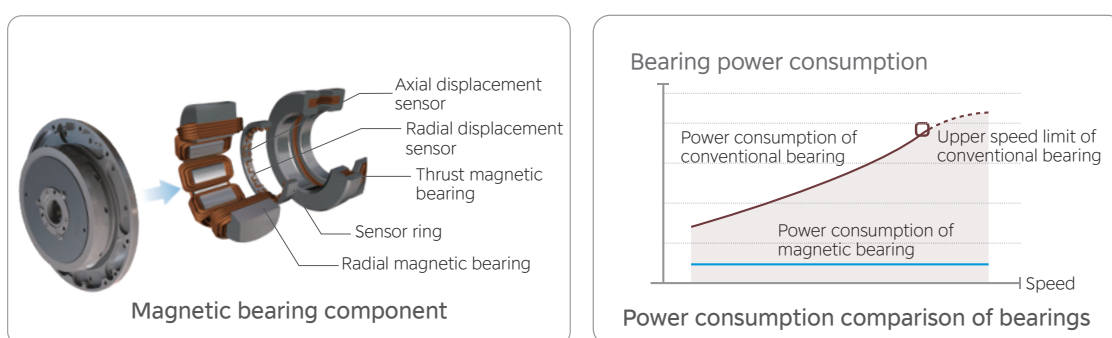 Axial displacement
sensor
Radial displacement
sensor
Thrust magnetic
bearing
Sensor ring
Radial magnetic bearing
Magnetic bearing component
Bearing power consumption
Power consumption of
conventional bearing
Upper speed limit of
conventional bearing
Power consumption of
magnetic bearing
Speed
Power consumption comparison of bearings